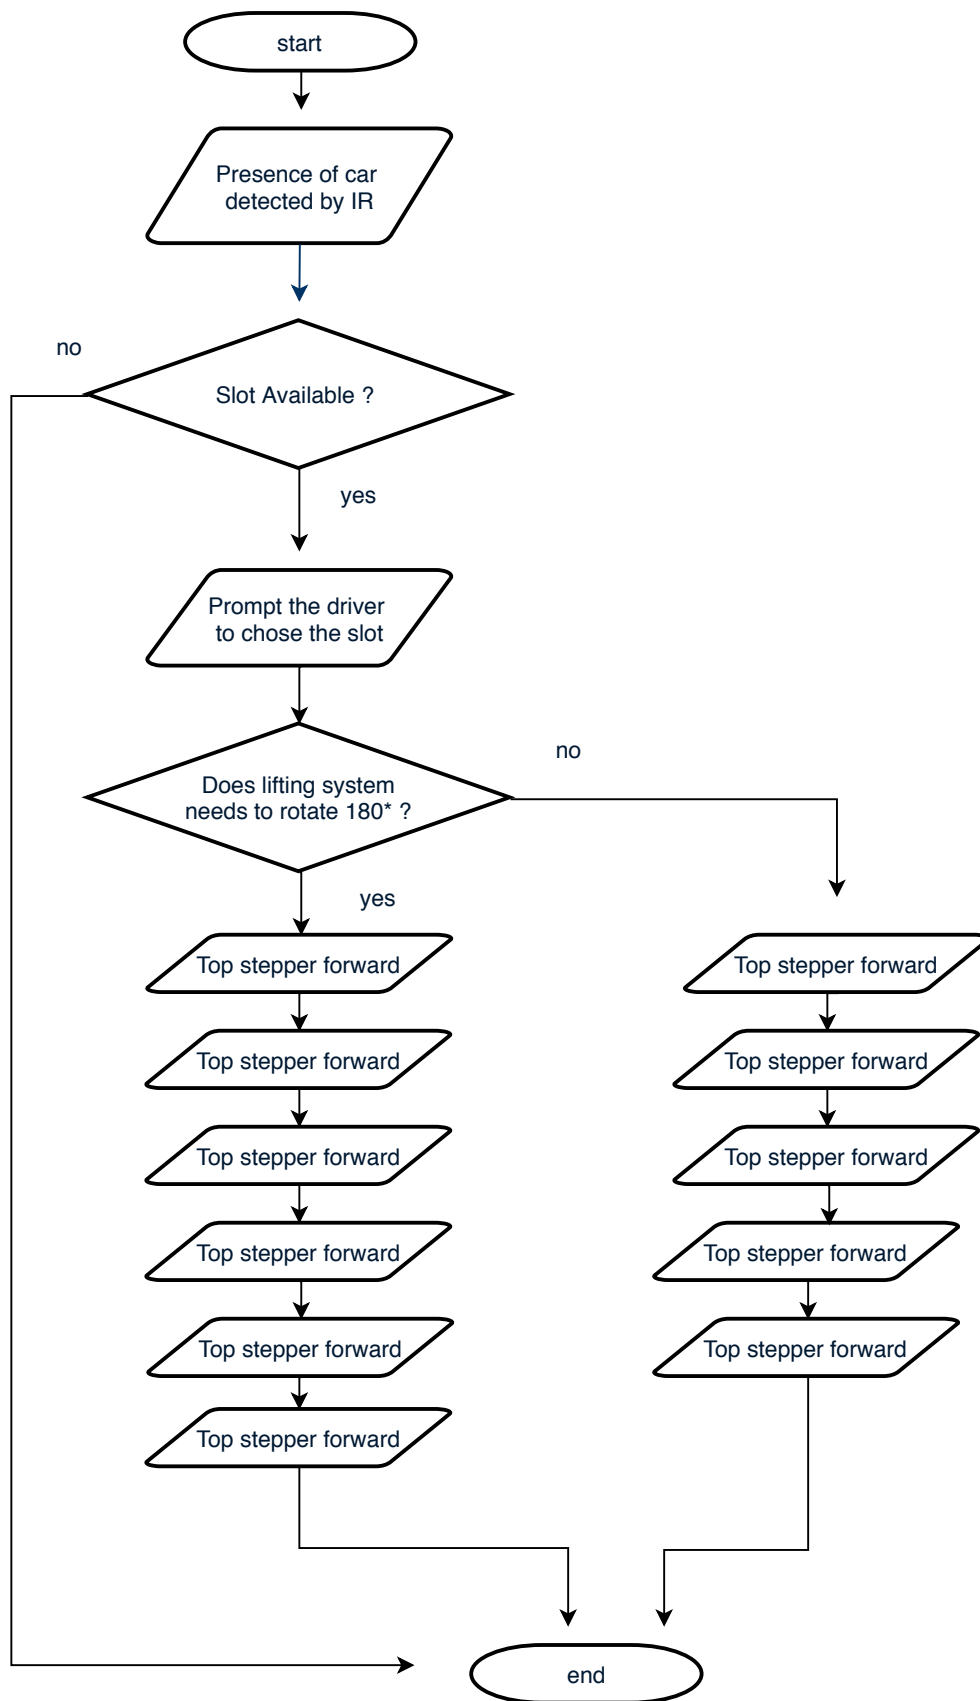 start
Presence of car
detected by IR
no
Slot Available ?
yes
Prompt the driver
to chose the slot
no
Does lifting system
needs to rotate 180* ?
yes
Top stepper forward
Top stepper forward
Top stepper forward
Top stepper forward
Top stepper forward
Top stepper forward
Top stepper forward
Top stepper forward
Top stepper forward
Top stepper forward
Top stepper forward
end